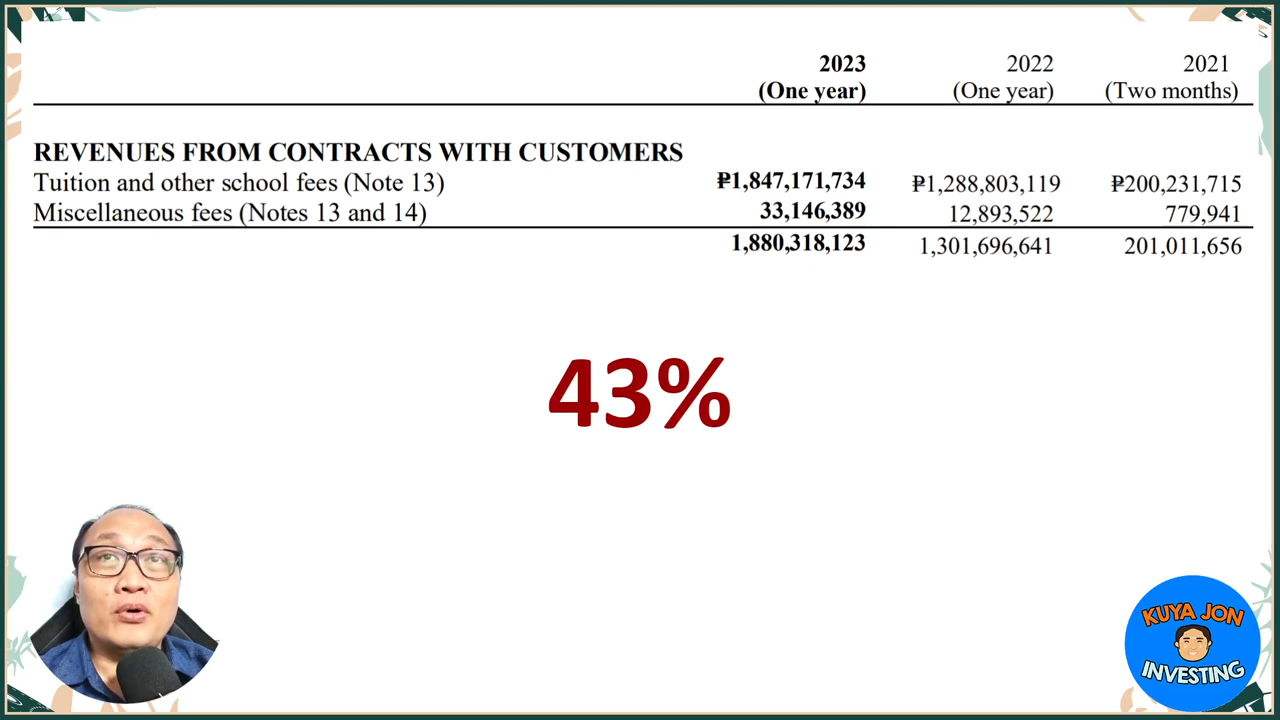 2023 2022 2021
(One year) (One year) (Two months)
REVENUES FROM CONTRACTS WITH CUSTOMERS
Tuition and other school fees (Note 13) ₱1,847,171,734 ₱1,288,803,119 ₱200,231,715
Miscellaneous fees (Notes 13 and 14) 33,146,389 12,893,522 779,941
1,880,318,123 1,301,696,641 201,011,656
43%
KUYA JON
INVESTING